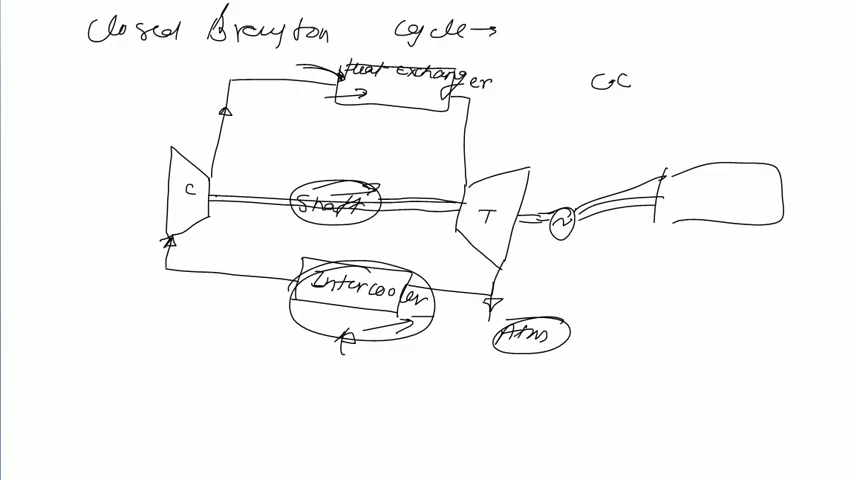 Closed Brayton cycle→
Heat exchanger
GC
C
Shaft
T
~
Intercooler
Atm